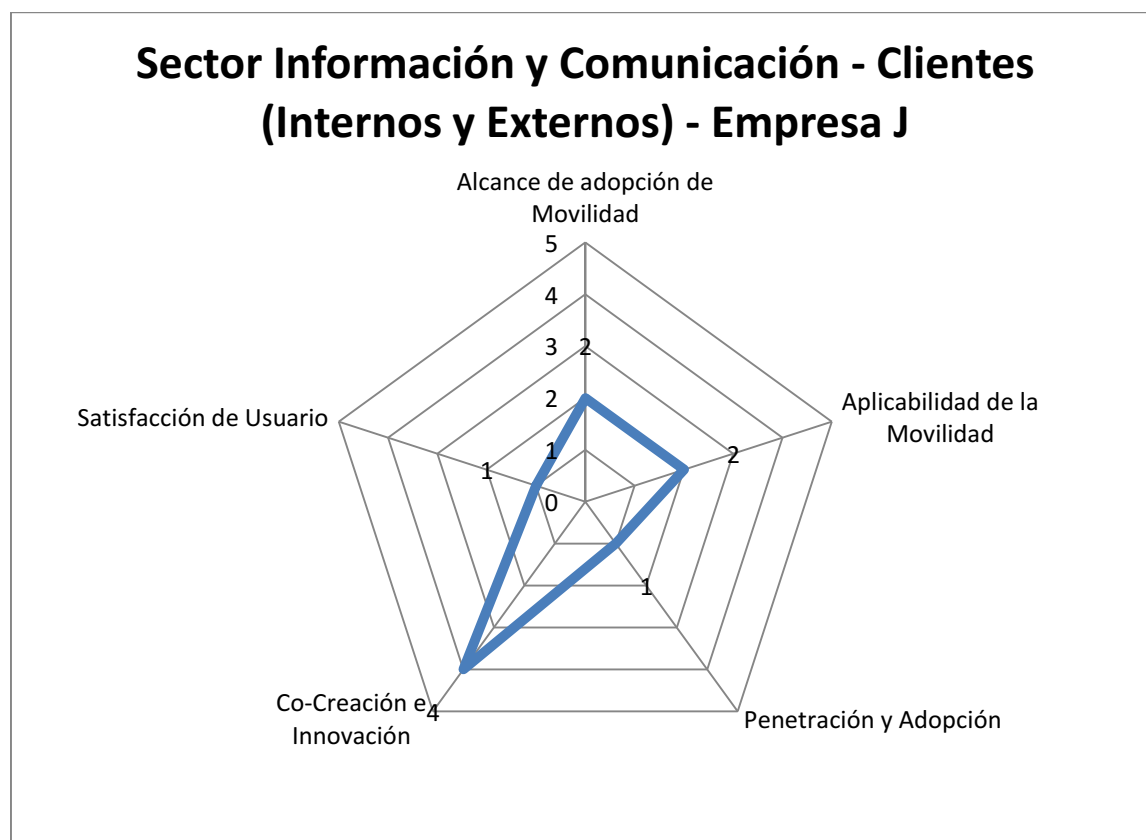 Sector Información y Comunicación - Clientes
(Internos y Externos) - Empresa J
Alcance de adopción de
Movilidad
5
4
3
2
2
1
0
Aplicabilidad de la
Movilidad
2
Satisfacción de Usuario
1
1
Penetración y Adopción
Co-Creación e
Innovación
4